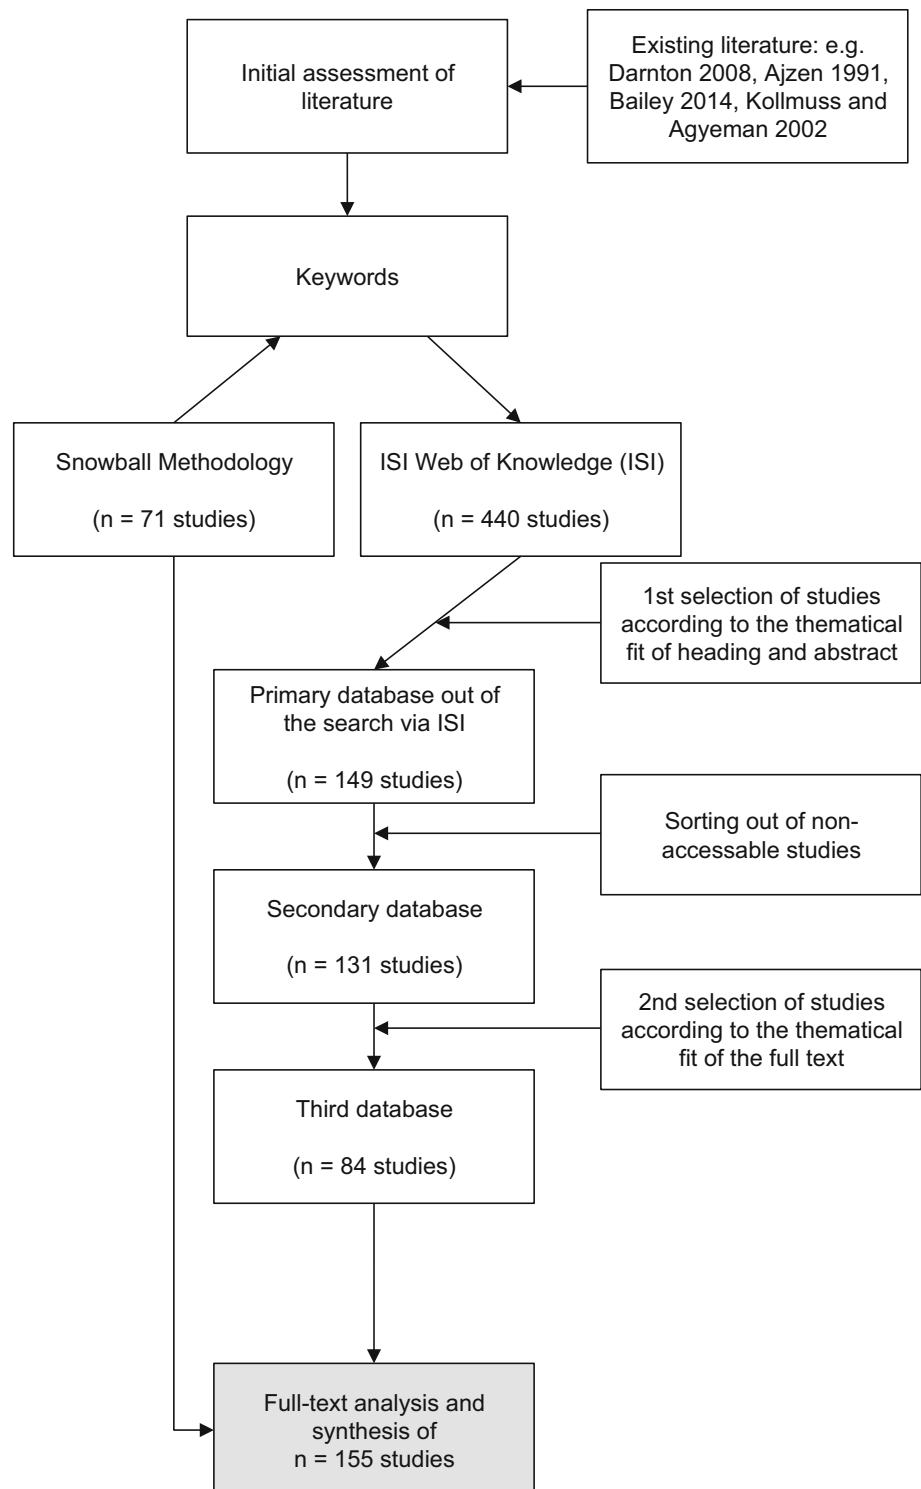 Initial assessment of
literature
Existing literature: e.g.
Darnton 2008, Ajzen 1991,
Bailey 2014, Kollmuss and
Agyeman 2002
Keywords
Snowball Methodology
(n = 71 studies)
ISI Web of Knowledge (ISI)
(n = 440 studies)
1st selection of studies
according to the thematical
fit of heading and abstract
Primary database out of
the search via ISI
(n = 149 studies)
Sorting out of non-
accessable studies
Secondary database
(n = 131 studies)
2nd selection of studies
according to the thematical
fit of the full text
Third database
(n = 84 studies)
Full-text analysis and
synthesis of
n = 155 studies